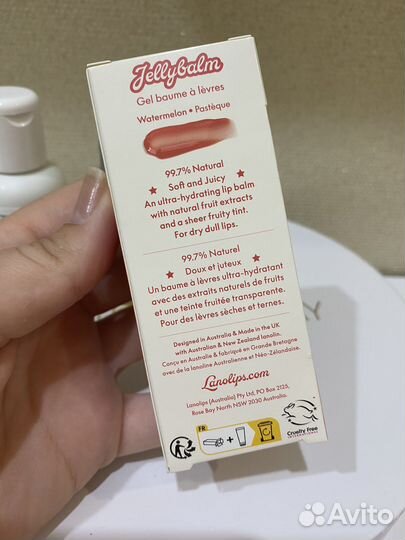 Jellybalm
Gel baume à lèvres
Watermelon • Pastèque
99.7% Natural
Soft and Juicy
An ultra-hydrating lip balm
with natural fruit extracts
and a sheer fruity tint.
For dry dull lips.
99.7% Naturel
Doux et juteux
Un baume à lèvres ultra-hydratant
avec des extraits naturels de fruits
et une teinte fruitée transparente.
Pour des lèvres sèches et ternes.
Designed in Australia & Made in the UK
with Australian & New Zealand lanolin.
Conçu en Australie & fabriqué en Grande Bretagne
avec de la lanoline Australienne et Néo-Zélandaise.
Lanolips.com
Lanolips (Australia) Pty Ltd, PO Box 2125,
Rose Bay North NSW 2030 Australia.
FR
+
Cruelty Free
INTERNATIONAL
Avito